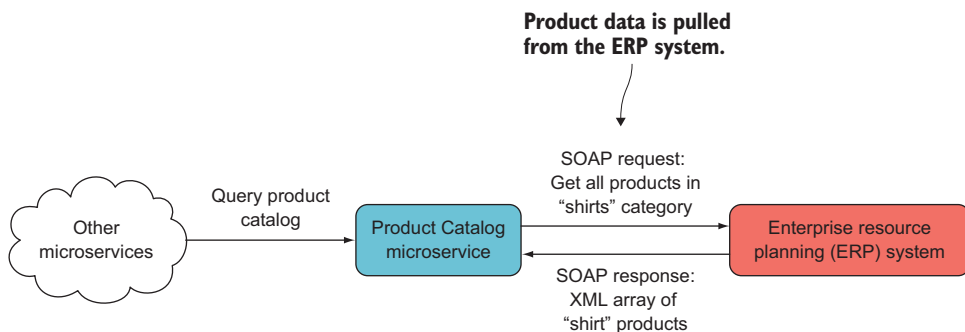 Product data is pulled
from the ERP system.
SOAP request:
Get all products in
“shirts” category
Query product
catalog
Other
microservices
Product Catalog
microservice
Enterprise resource
planning (ERP) system
SOAP response:
XML array of
“shirt” products